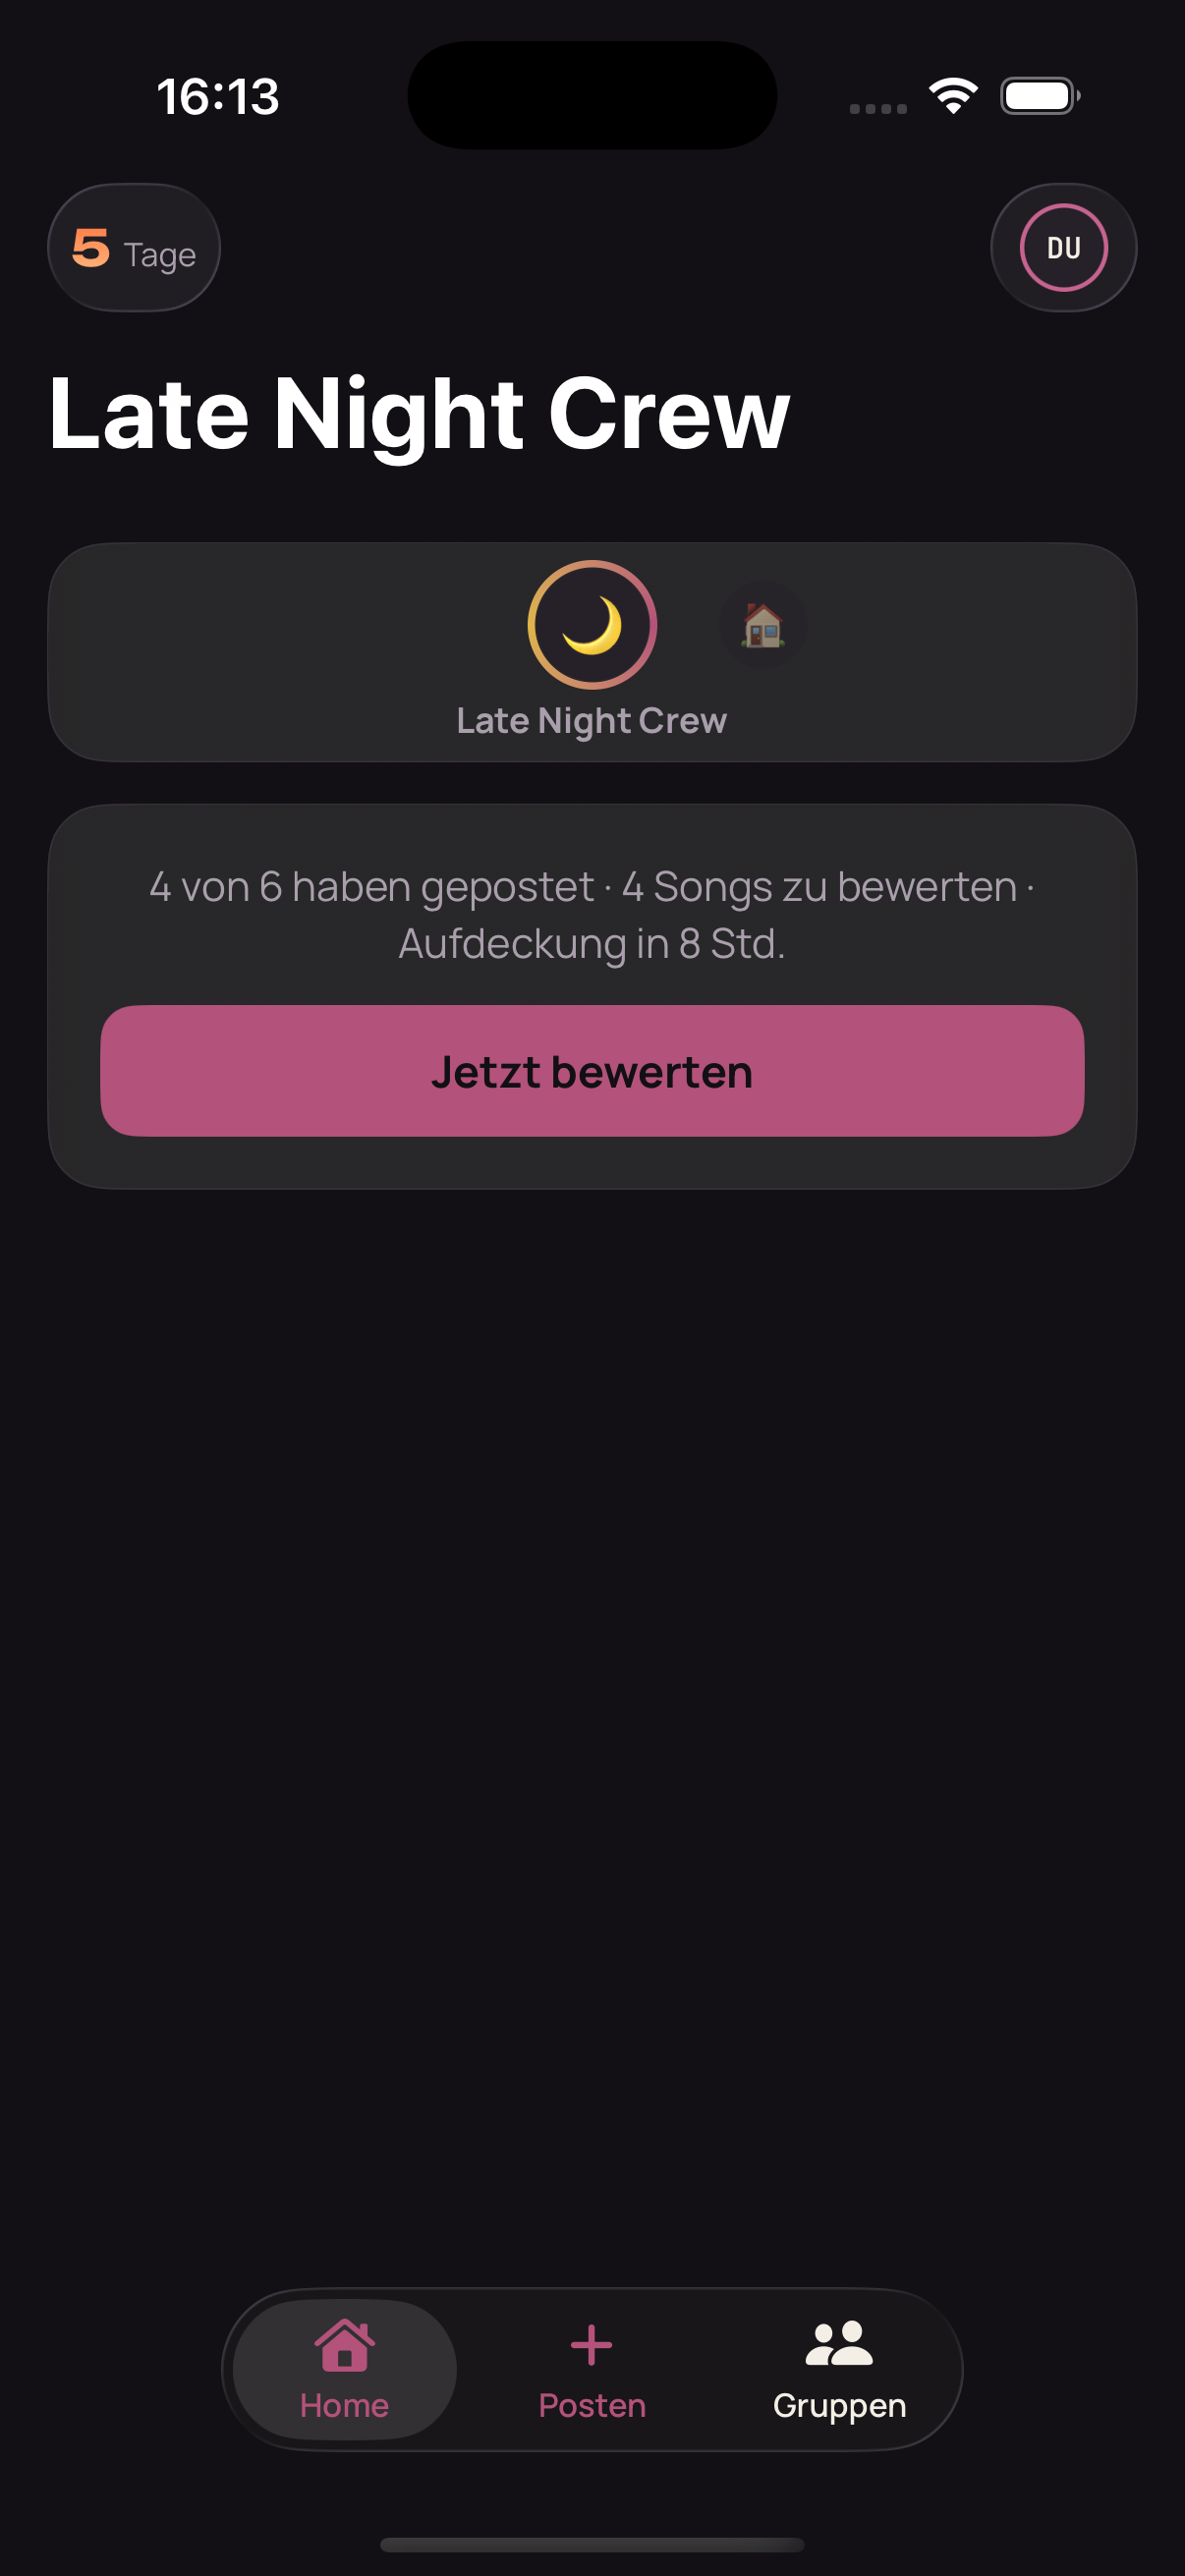 16:13
5 Tage
DU
Late Night Crew
Late Night Crew
4 von 6 haben gepostet · 4 Songs zu bewerten ·
Aufdeckung in 8 Std.
Jetzt bewerten
Home
Posten
Gruppen